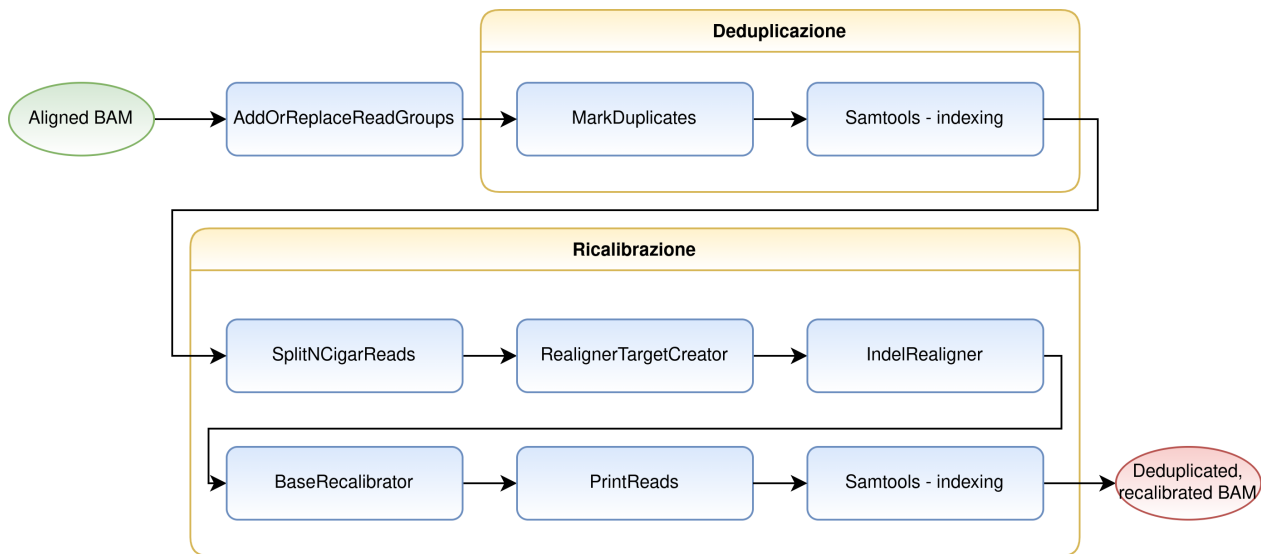 Deduplicazione
Aligned BAM
AddOrReplaceReadGroups
MarkDuplicates
Samtools - indexing
Ricalibrazione
SplitNCigarReads
RealignerTargetCreator
IndelRealigner
BaseRecalibrator
PrintReads
Samtools - indexing
Deduplicated,
recalibrated BAM